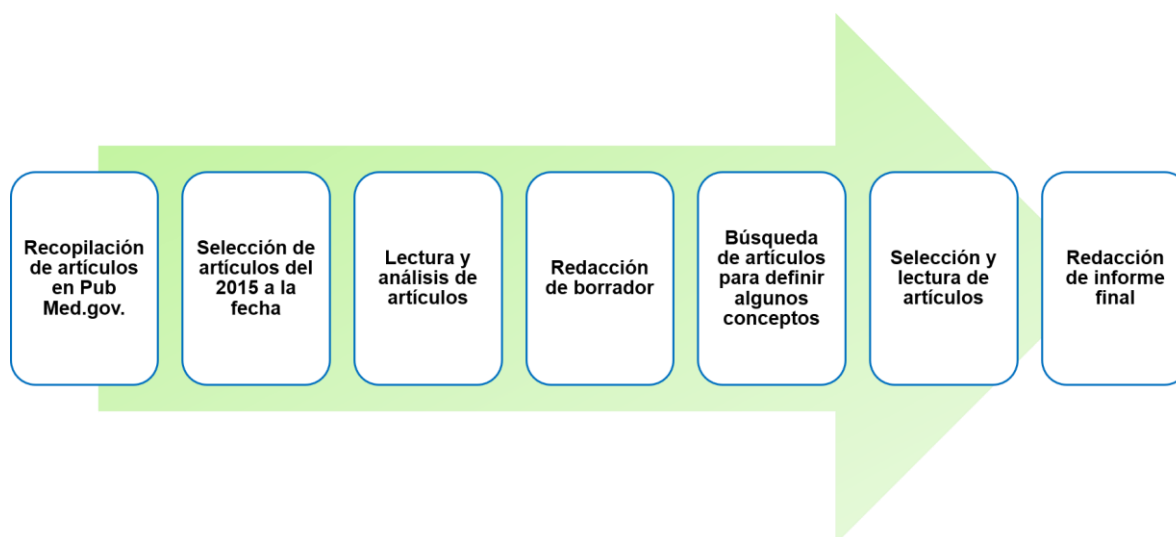 Recopilación
de artículos
en Pub
Med.gov.
Selección de
artículos del
2015 a la
fecha
Lectura y
análisis de
artículos
Redacción
de borrador
Búsqueda
de artículos
para definir
algunos
conceptos
Selección y
lectura de
artículos
Redacción
de informe
final